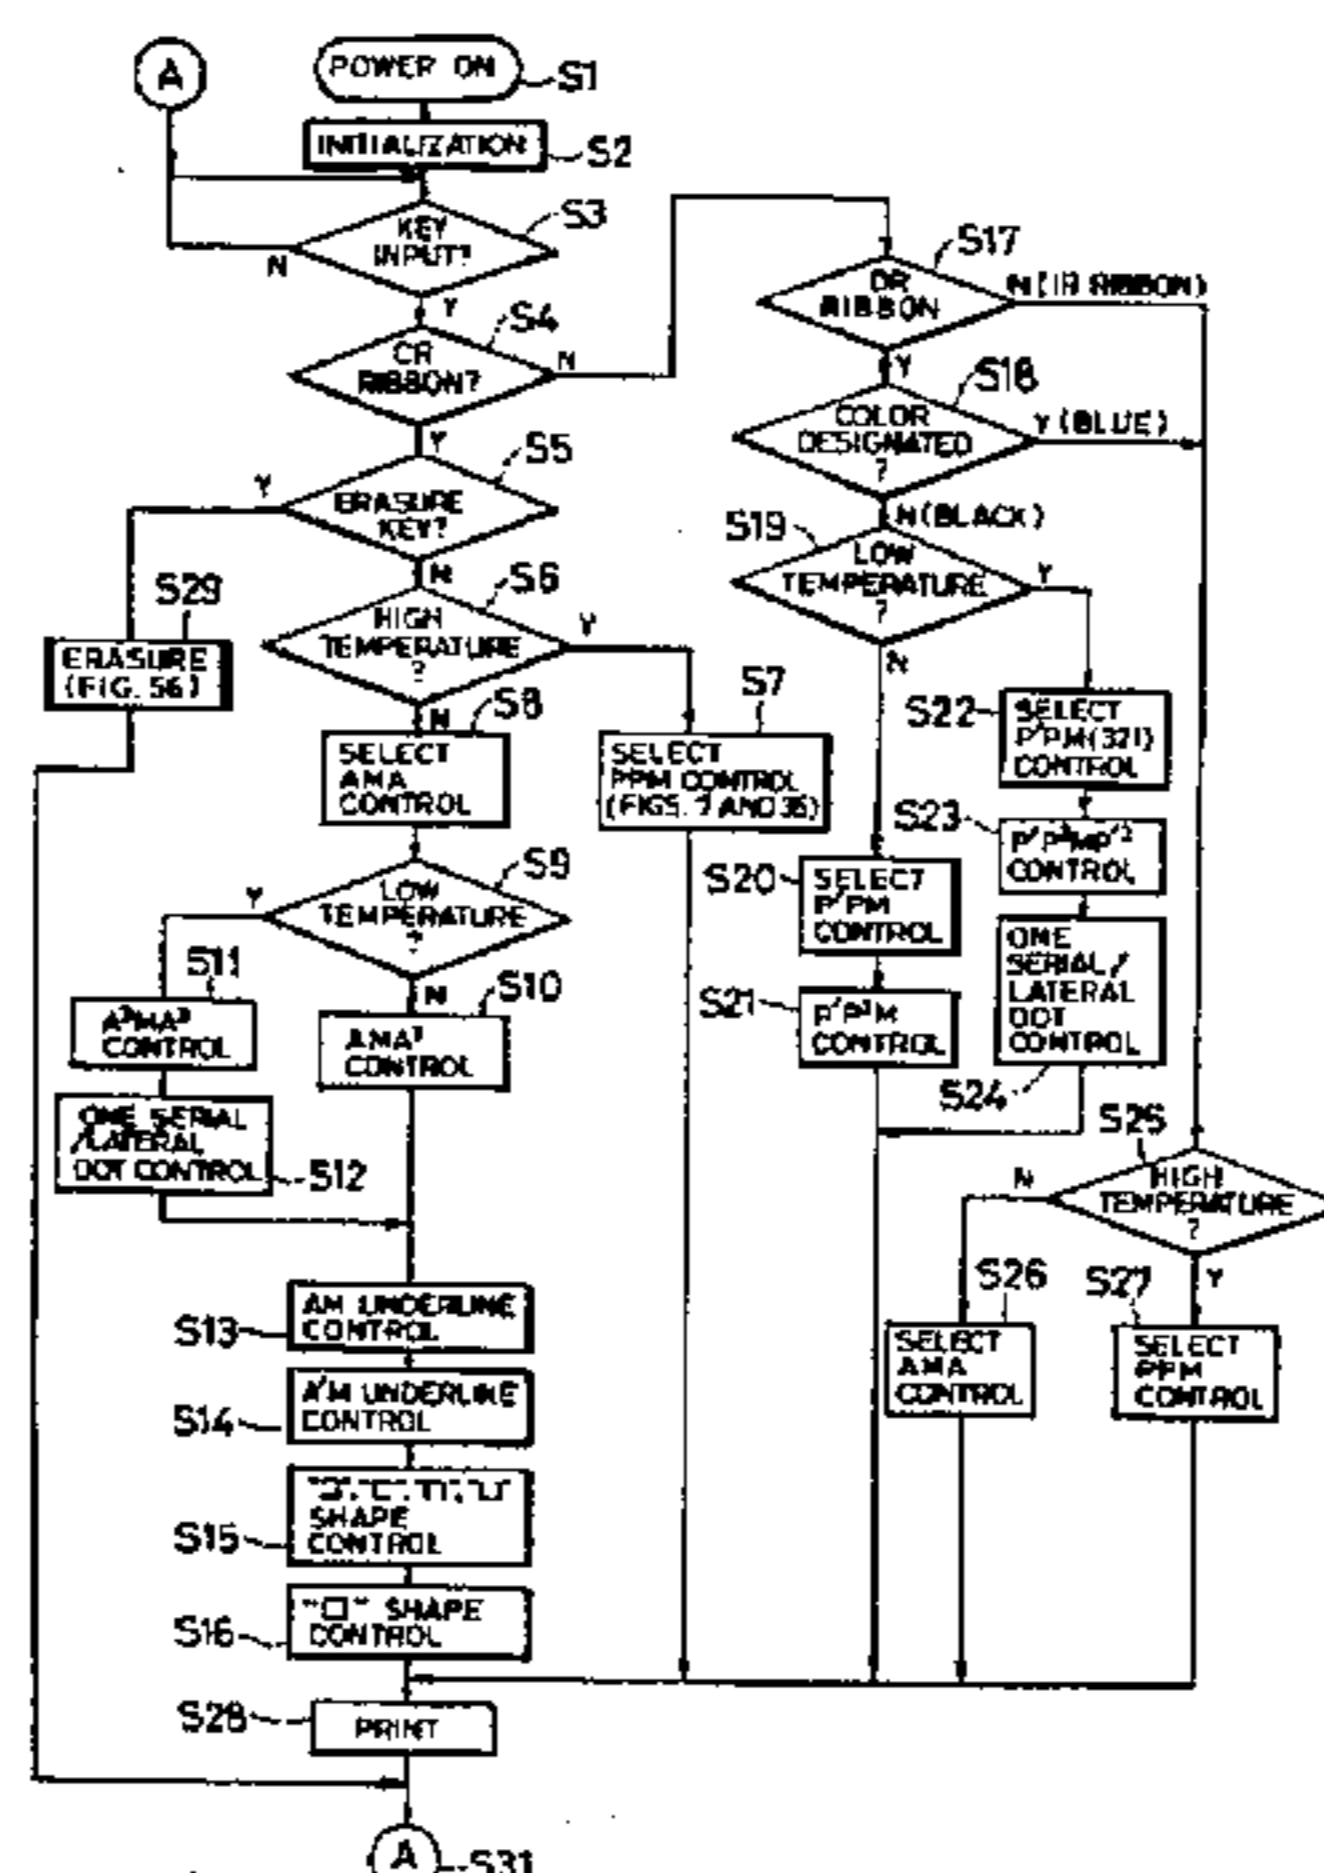 A
POWER ON
S1
INITIALIZATION
S2
KEY
INPUT?
S3
N
Y
CR
RIBBON?
S4
N
Y
ERASURE
KEY?
S5
Y
N
S29
ERASURE
(FIG. 56)
HIGH
TEMPERATURE
?
S6
Y
N
S7
SELECT
PPM CONTROL
S8
SELECT
AMA
CONTROL
LOW
TEMPERATURE
?
S9
Y
N
S11
A³MA³
CONTROL
S10
CONTROL
ONE SERIAL
/LATERAL
DOT CONTROL
S12
AM UNDERLINE
CONTROL
S13
A'M UNDERLINE
CONTROL
S14
SHAPE
CONTROL
S15
"□" SHAPE
CONTROL
S16
PRINT
S28
A
S31
DR
RIBBON
S17
N(IR RIBBON)
Y
COLOR
DESIGNATED
?
S18
Y(BLUE)
N(BLACK)
LOW
TEMPERATURE
?
S19
Y
N
S22
SELECT
P'PM(321)
CONTROL
S23
CONTROL
S20
SELECT
P'PM
CONTROL
S21
CONTROL
ONE
SERIAL/
LATERAL
DOT
CONTROL
S24
S25
HIGH
TEMPERATURE
?
N
Y
S26
SELECT
AMA
CONTROL
S27
SELECT
PPM
CONTROL